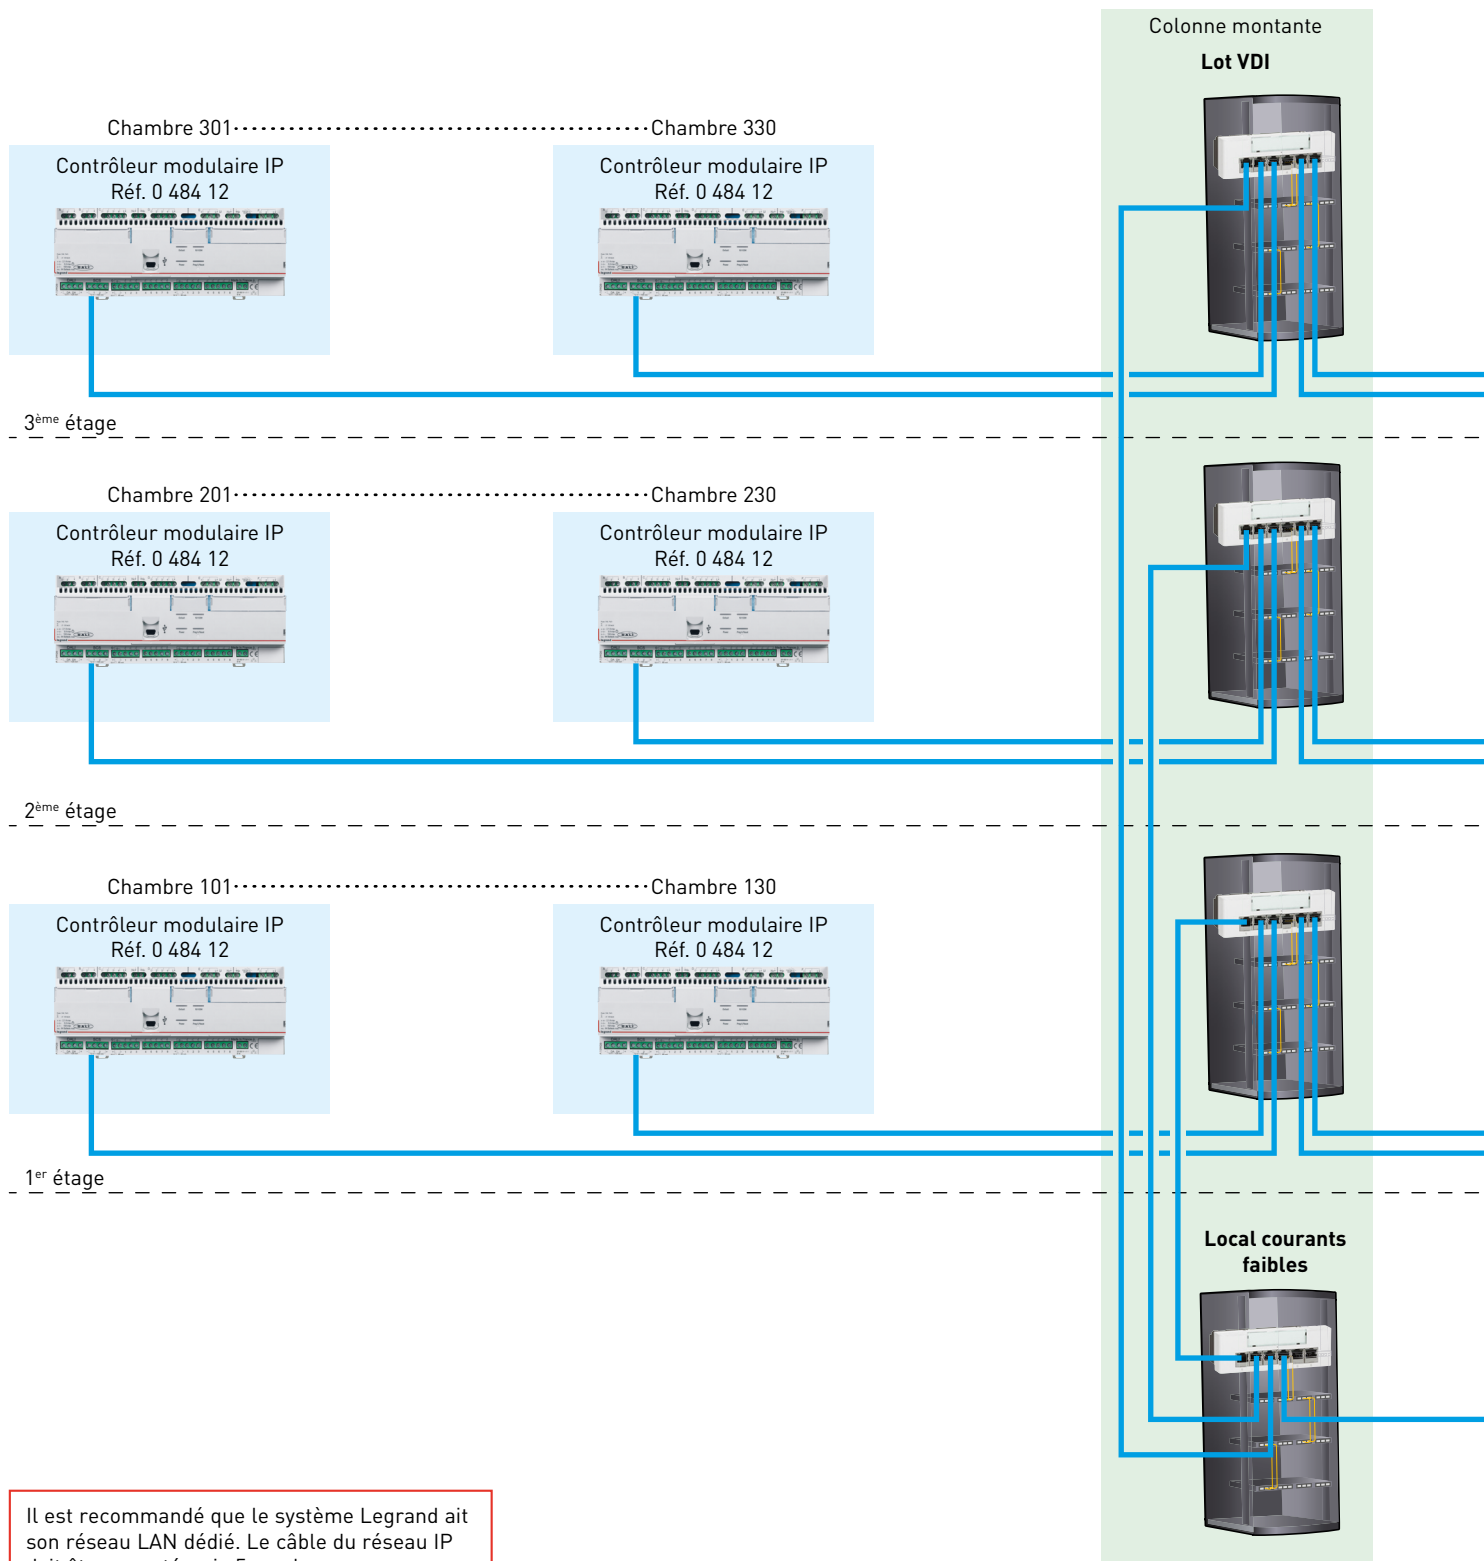 Colonne montante
Lot VDI
Chambre 301
Chambre 330
Contrôleur modulaire IP
Réf. 0 484 12
Contrôleur modulaire IP
Réf. 0 484 12
3ème étage
Chambre 201
Chambre 230
Contrôleur modulaire IP
Réf. 0 484 12
Contrôleur modulaire IP
Réf. 0 484 12
2ème étage
Chambre 101
Chambre 130
Contrôleur modulaire IP
Réf. 0 484 12
Contrôleur modulaire IP
Réf. 0 484 12
1er étage
Local courants
faibles
Il est recommandé que le système Legrand ait
son réseau LAN dédié. Le câble du réseau IP